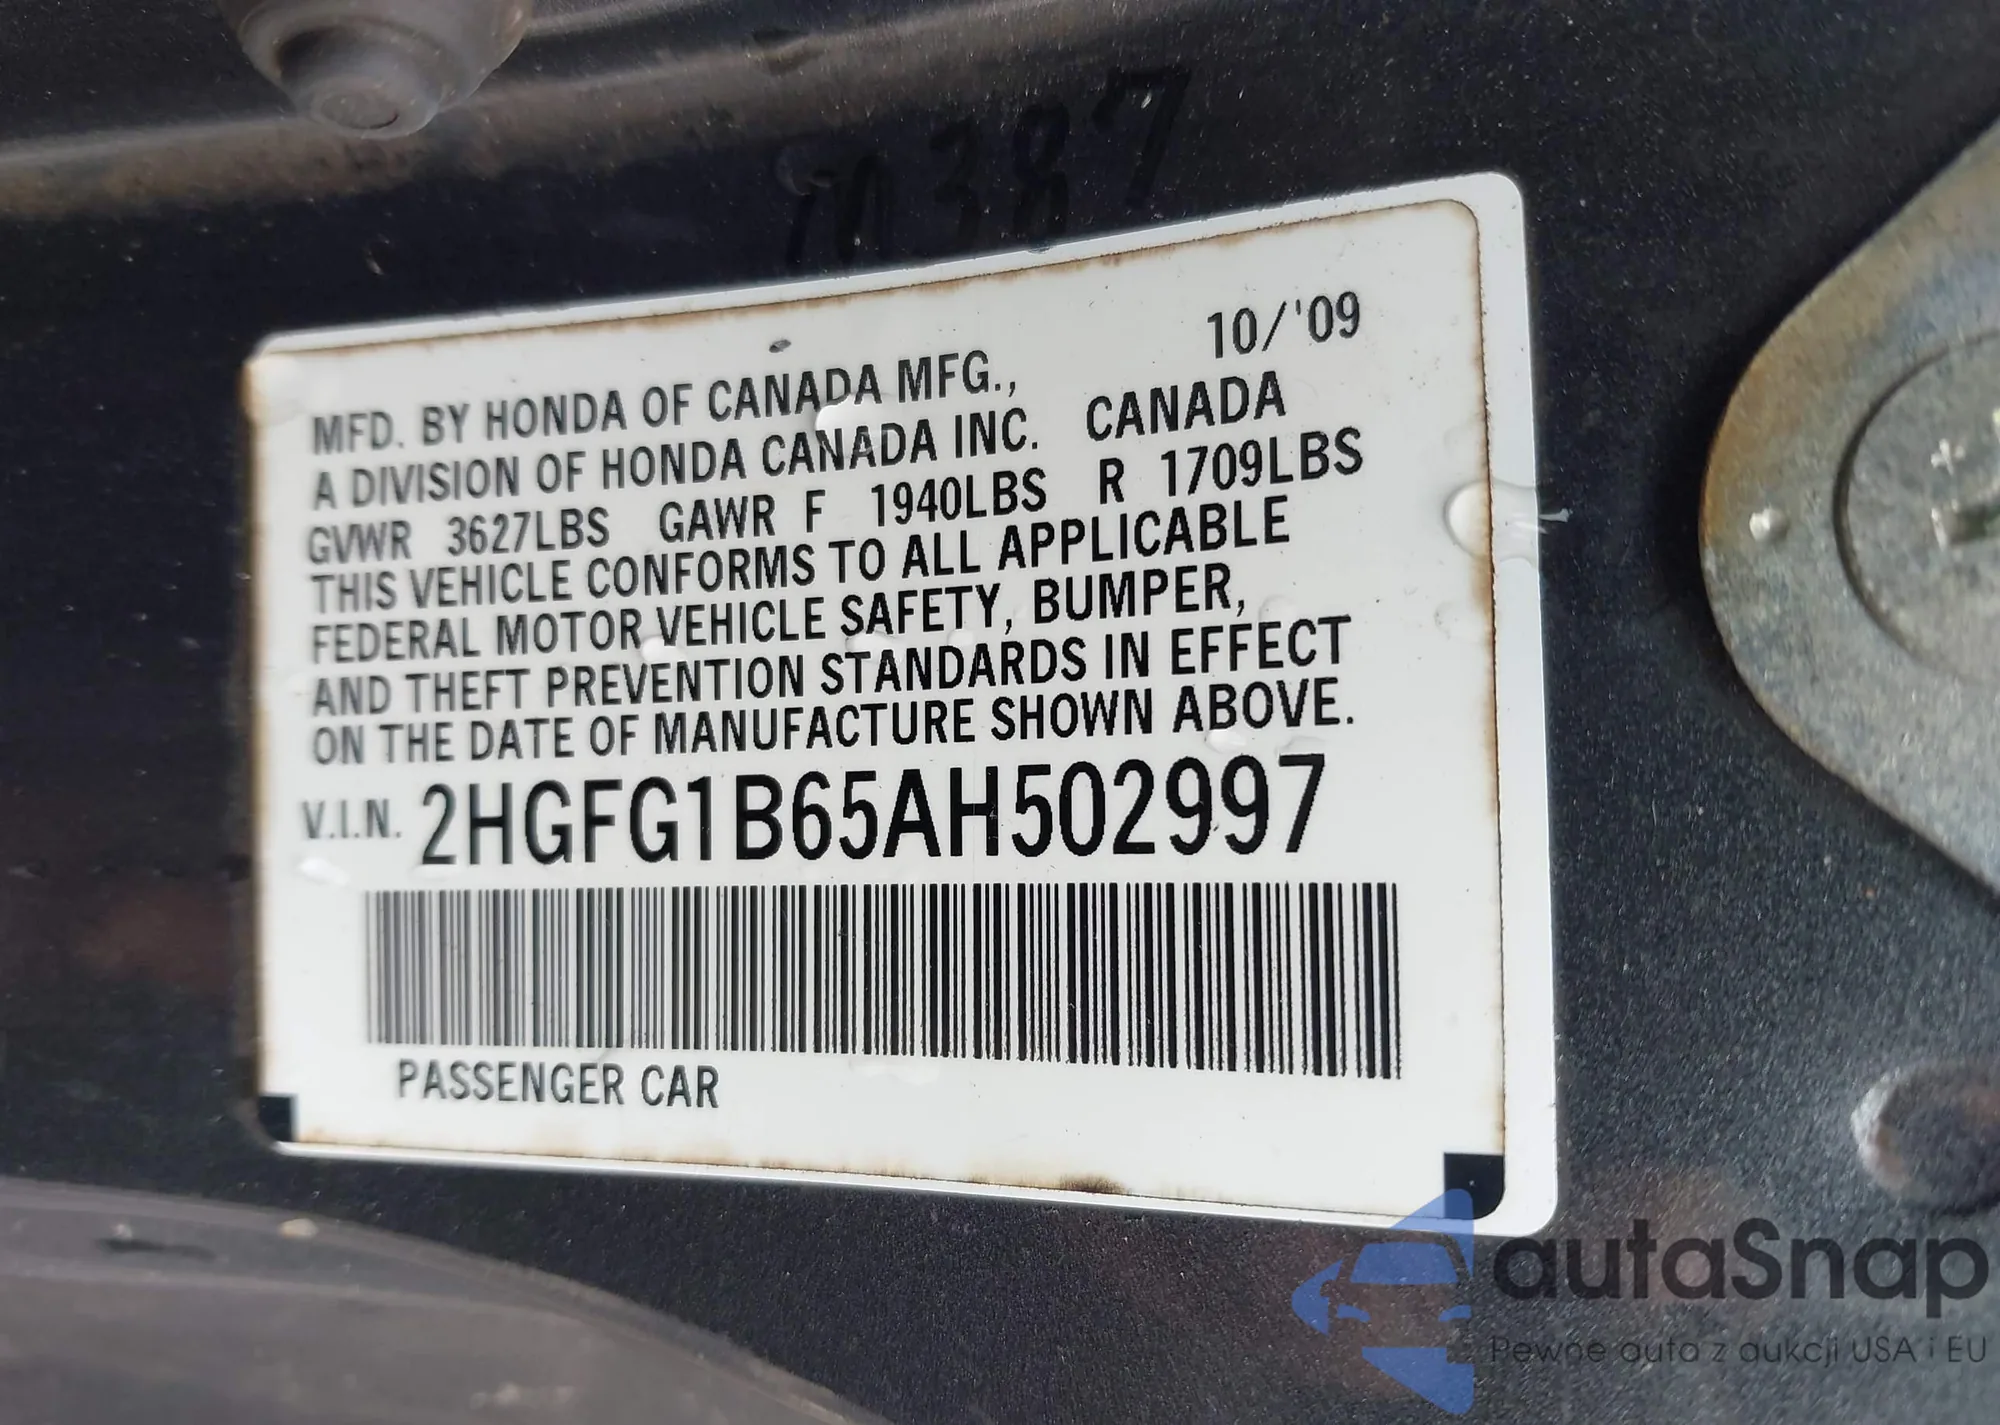 10387
10/'09
MFD. BY HONDA OF CANADA MFG.,
A DIVISION OF HONDA CANADA INC. CANADA
GVWR 3627LBS GAWR F 1940LBS R 1709LBS
THIS VEHICLE CONFORMS TO ALL APPLICABLE
FEDERAL MOTOR VEHICLE SAFETY, BUMPER,
AND THEFT PREVENTION STANDARDS IN EFFECT
ON THE DATE OF MANUFACTURE SHOWN ABOVE.
V.I.N. 2HGFG1B65AH502997
PASSENGER CAR
autaSnap
Pewne auta z aukcji USA i EU